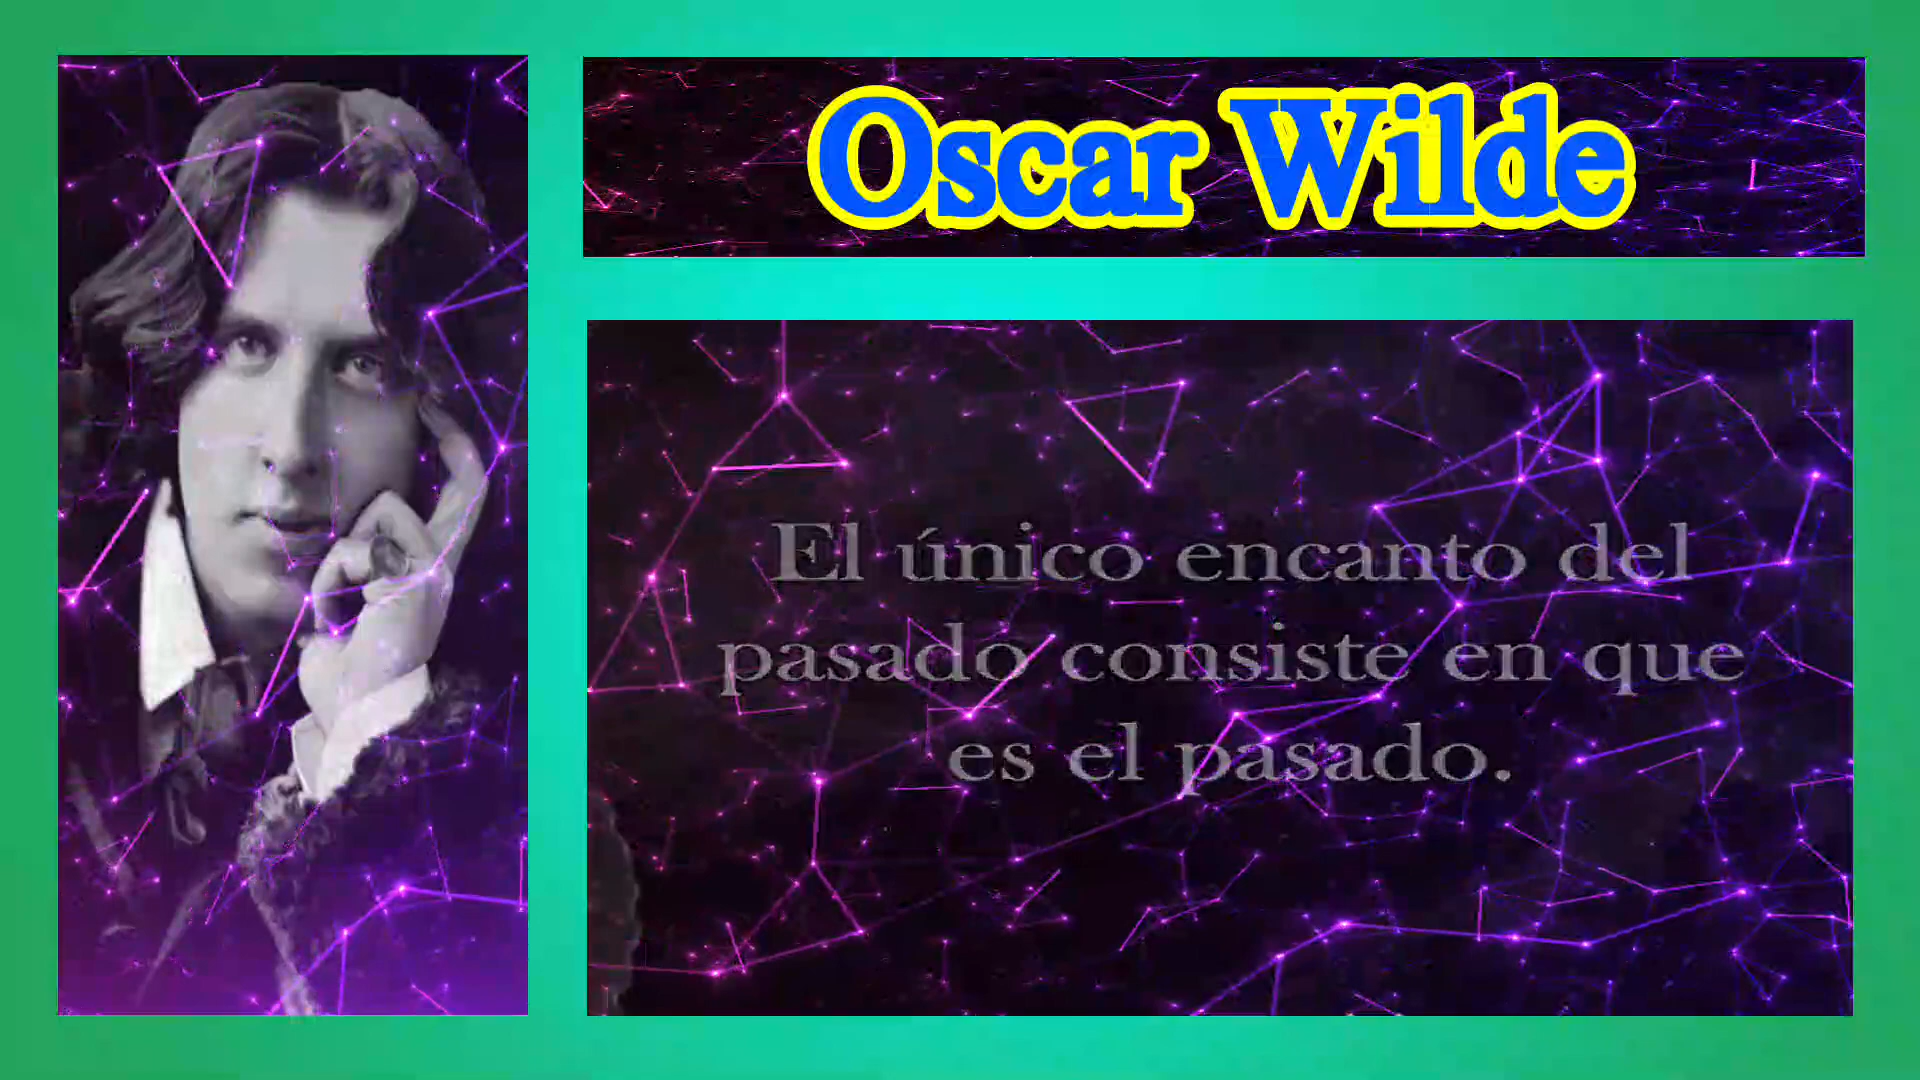 Oscar Wilde
El único encanto del
pasado consiste en que
es el pasado.